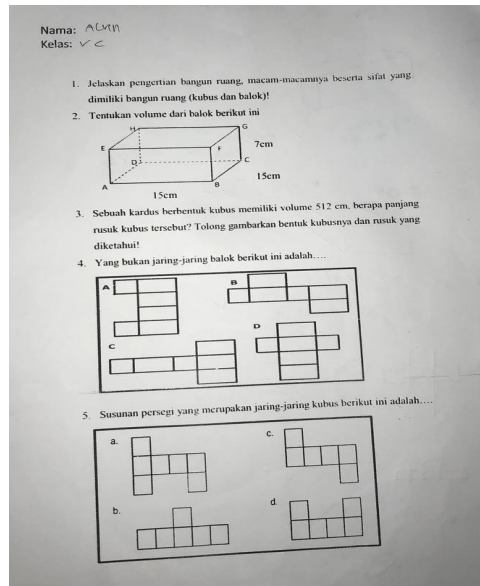 Nama: Alvin
Kelas: V C
1. Jelaskan pengertian bangun ruang, macam-macamnya beserta sifat yang
dimiliki bangun ruang (kubus dan balok)!
2. Tentukan volume dari balok berikut ini
H
G
E
F
7cm
D
C
15cm
A
B
15cm
3. Sebuah kardus berbentuk kubus memiliki volume 512 cm, berapa panjang
rusuk kubus tersebut? Tolong gambarkan bentuk kubusnya dan rusuk yang
diketahui!
4. Yang bukan jaring-jaring balok berikut ini adalah....
A
B
C
D
5. Susunan persegi yang merupakan jaring-jaring kubus berikut ini adalah....
a.
c.
b.
d.